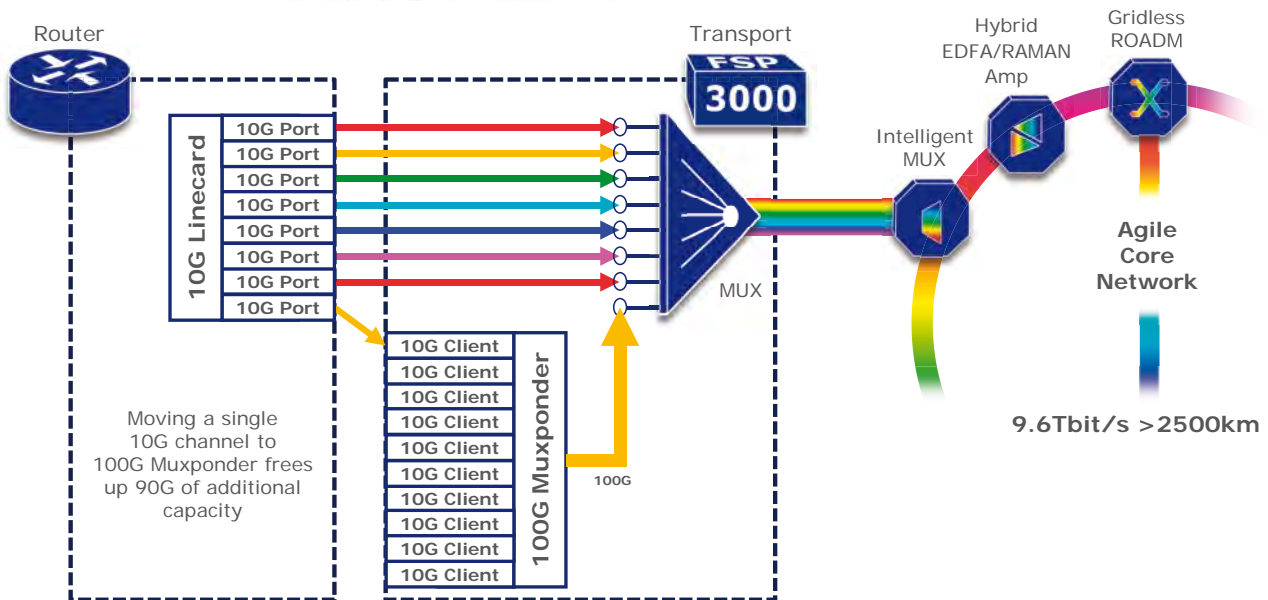 Router
Transport
FSP
3000
Hybrid
EDFA/RAMAN
Amp
Gridless
ROADM
Intelligent
MUX
10G Linecard
10G Port
10G Port
10G Port
10G Port
10G Port
10G Port
10G Port
10G Port
MUX
Agile
Core
Network
9.6Tbit/s >2500km
10G Client
10G Client
10G Client
10G Client
10G Client
10G Client
10G Client
10G Client
10G Client
10G Client
100G Muxponder
100G
Moving a single
10G channel to
100G Muxponder frees
up 90G of additional
capacity